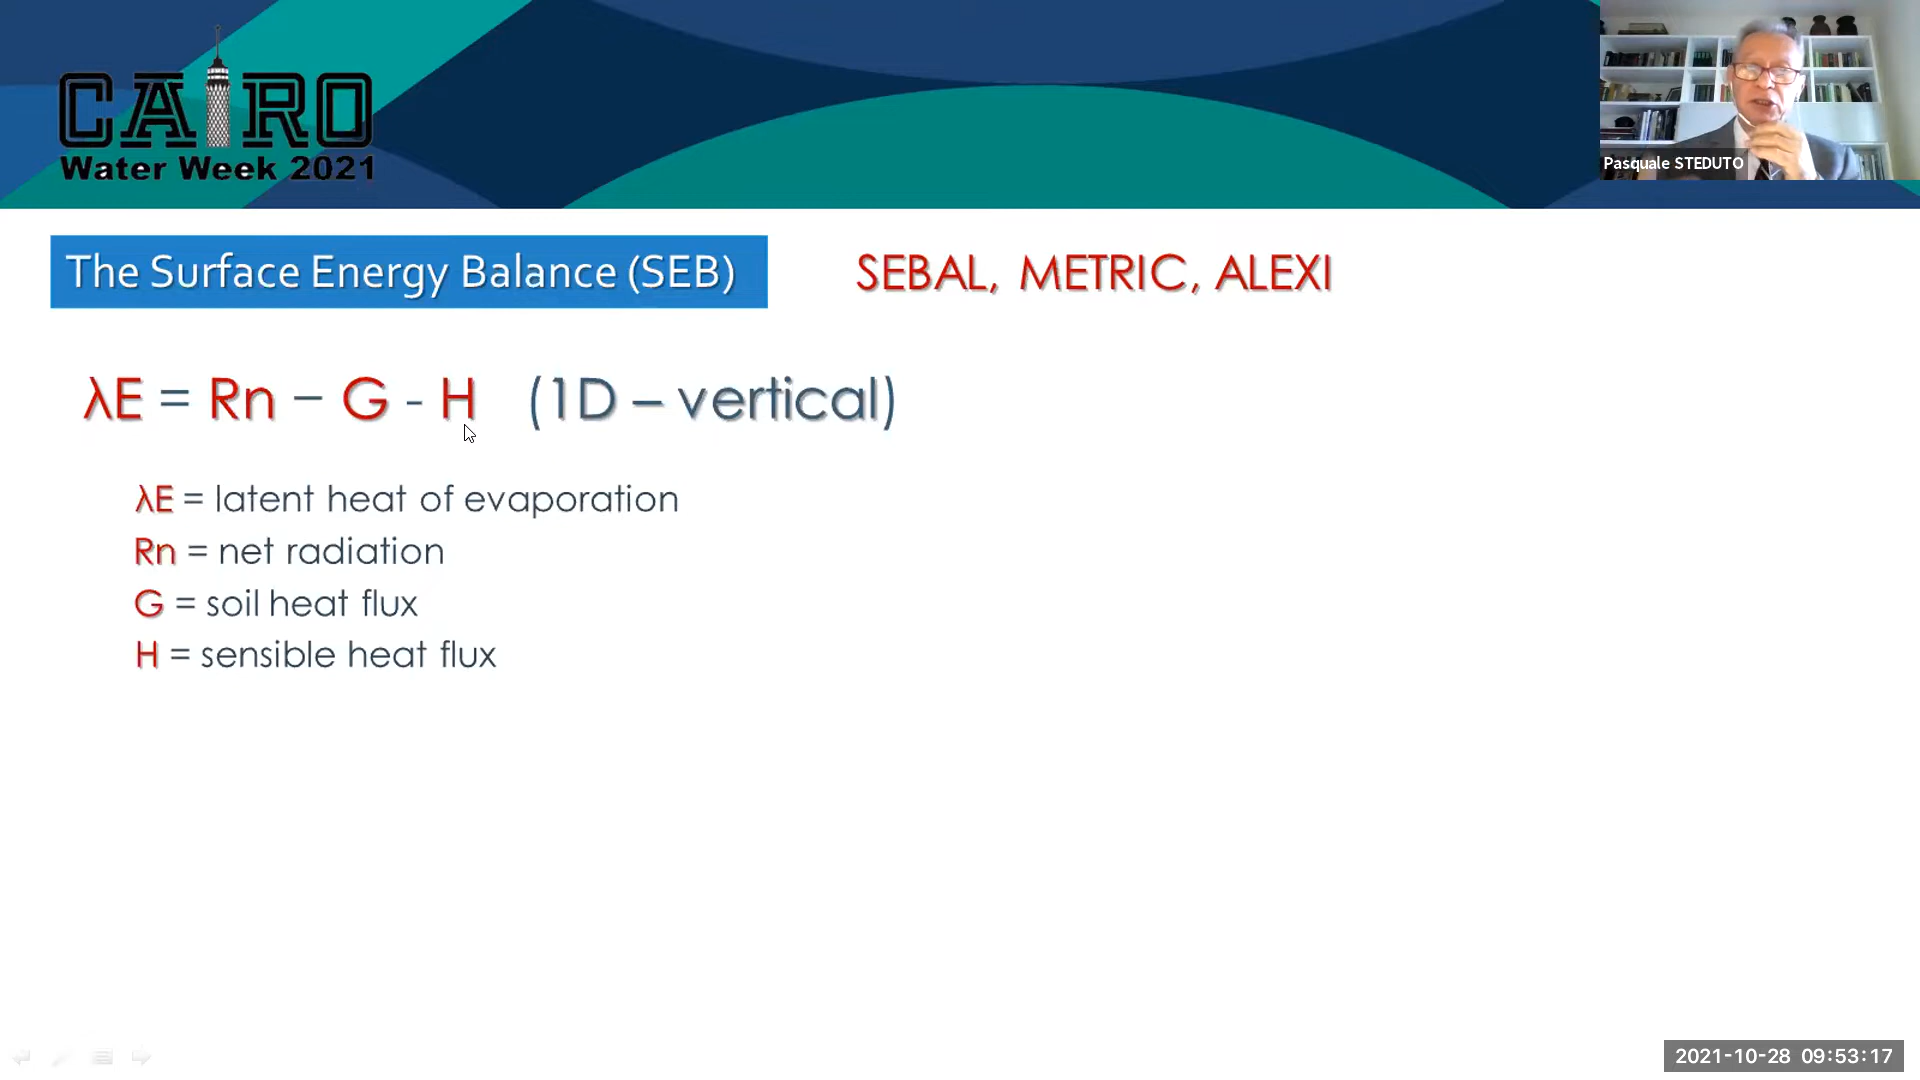 CAIRO
Water Week 2021
Pasquale STEDUTO
The Surface Energy Balance (SEB)
SEBAL, METRIC, ALEXI
λE = Rn – G - H (1D – vertical)
λE = latent heat of evaporation
Rn = net radiation
G = soil heat flux
H = sensible heat flux
2021-10-28 09:53:17